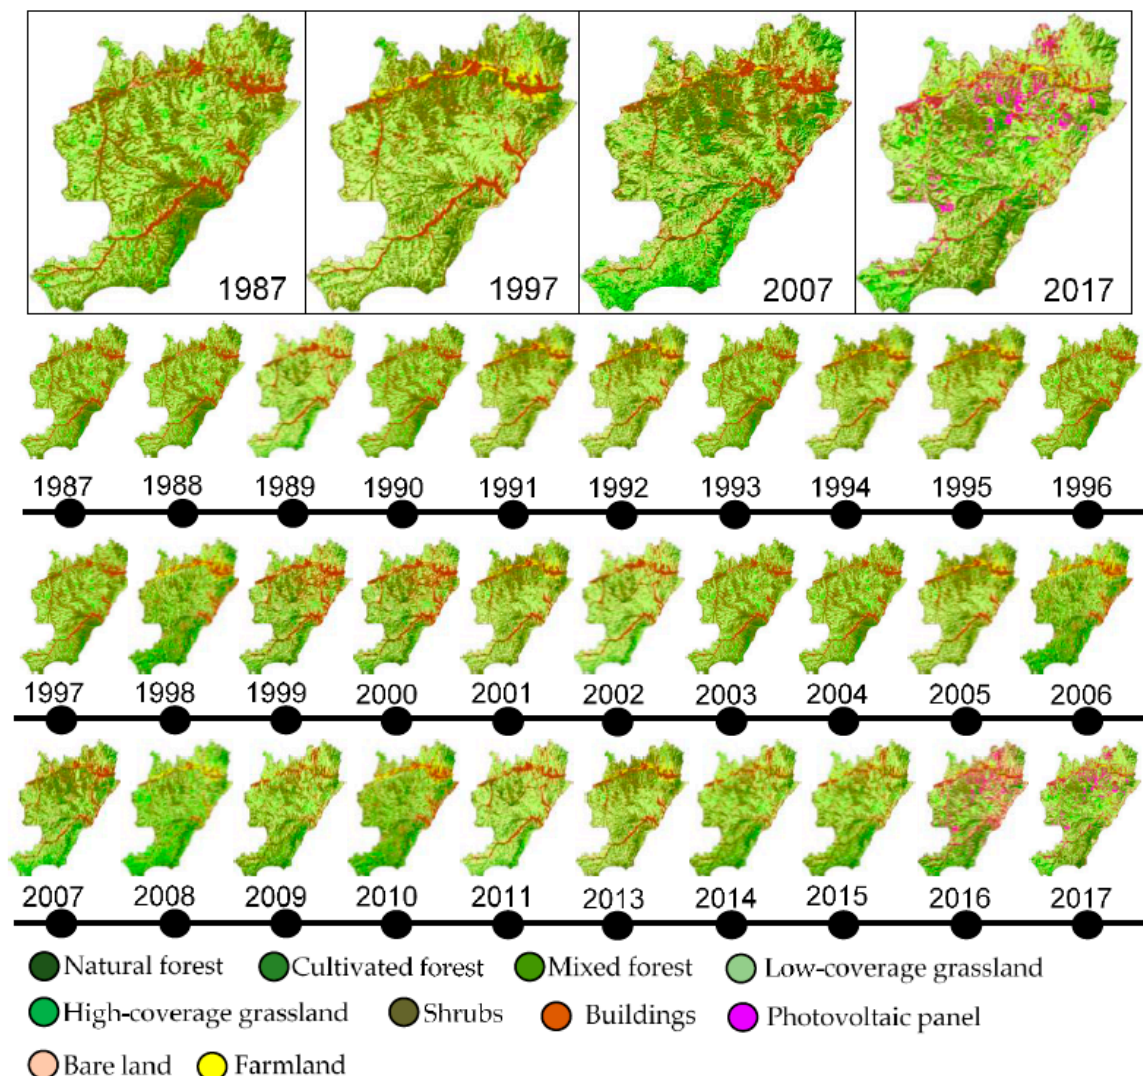 1987 1997 2007 2017
1987 1988 1989 1990 1991 1992 1993 1994 1995 1996
1997 1998 1999 2000 2001 2002 2003 2004 2005 2006
2007 2008 2009 2010 2011 2013 2014 2015 2016 2017
Natural forest Cultivated forest Mixed forest Low-coverage grassland
High-coverage grassland Shrubs Buildings Photovoltaic panel
Bare land Farmland